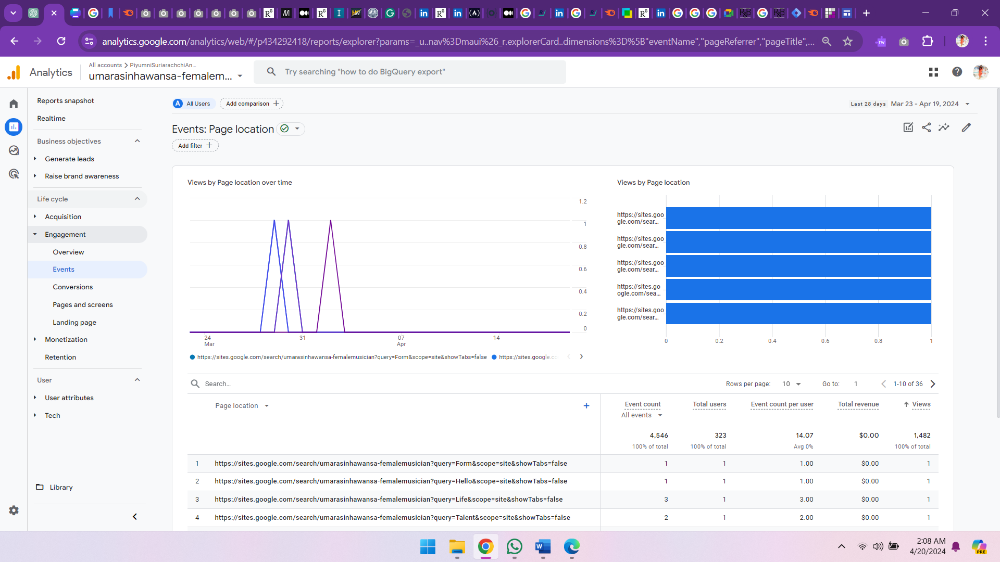 analytics.google.com/analytics/web/#/p434292418/reports/explorer?params=_u..nav%3Dmaui%26_r.explorerCard..dimensions%3D%5B"eventName","pageReferrer","pageTitle",...
Analytics
All accounts > PiyumniSuriarachchiAn...
umarasinhawansa-femalem...
Try searching "how to do BigQuery export"
Reports snapshot
Realtime
Business objectives
Generate leads
Raise brand awareness
Life cycle
Acquisition
Engagement
Overview
Events
Conversions
Pages and screens
Landing page
Monetization
Retention
User
User attributes
Tech
Library
A All Users
Add comparison +
Last 28 days Mar 23 - Apr 19, 2024
Events: Page location
Add filter +
Views by Page location over time
1.2
1
0.8
0.6
0.4
0.2
0
24 31 07 14
Mar Apr
https://sites.google.com/search/umarasinhawansa-femalemusician?query=Form&scope=site&showTabs=false https://sites.google.co
Views by Page location
https://sites.goo
gle.com/sear...
https://sites.goo
gle.com/sear...
https://sites.goo
gle.com/sear...
https://sites.go
ogle.com/sea...
https://sites.goo
gle.com/sear...
0 0.2 0.4 0.6 0.8 1
Search...
Rows per page: 10 Go to: 1 1-10 of 36
Page location + Event count Total users Event count per user Total revenue Views
All events
4,546 323 14.07 $0.00 1,482
100% of total 100% of total Avg 0% 100% of total
1 https://sites.google.com/search/umarasinhawansa-femalemusician?query=Form&scope=site&showTabs=false 1 1 1.00 $0.00 1
2 https://sites.google.com/search/umarasinhawansa-femalemusician?query=Hello&scope=site&showTabs=false 1 1 1.00 $0.00 1
3 https://sites.google.com/search/umarasinhawansa-femalemusician?query=Life&scope=site&showTabs=false 3 1 3.00 $0.00 1
4 https://sites.google.com/search/umarasinhawansa-femalemusician?query=Talent&scope=site&showTabs=false 2 1 2.00 $0.00 1
2:08 AM
4/20/2024
PRE